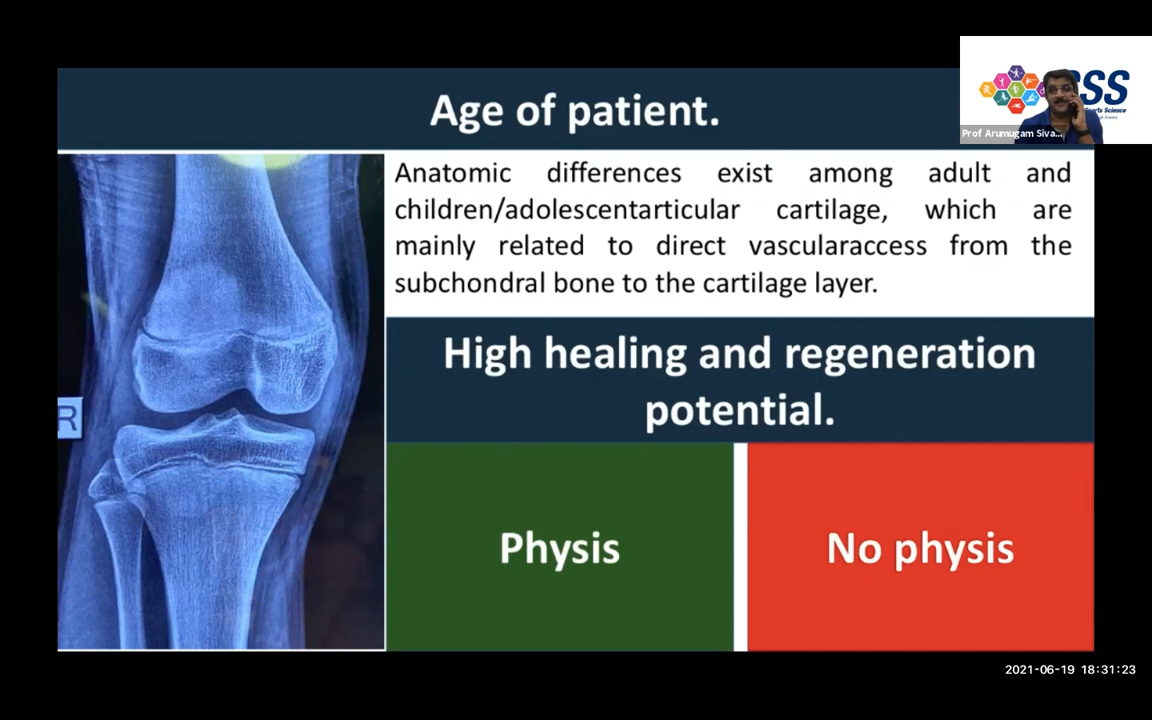 Age of patient.
SS
Prof Arumugam Siva...
Anatomic differences exist among adult and
children/adolescentarticular cartilage, which are
mainly related to direct vascularaccess from the
subchondral bone to the cartilage layer.
R
High healing and regeneration
potential.
Physis
No physis
2021-06-19 18:31:23